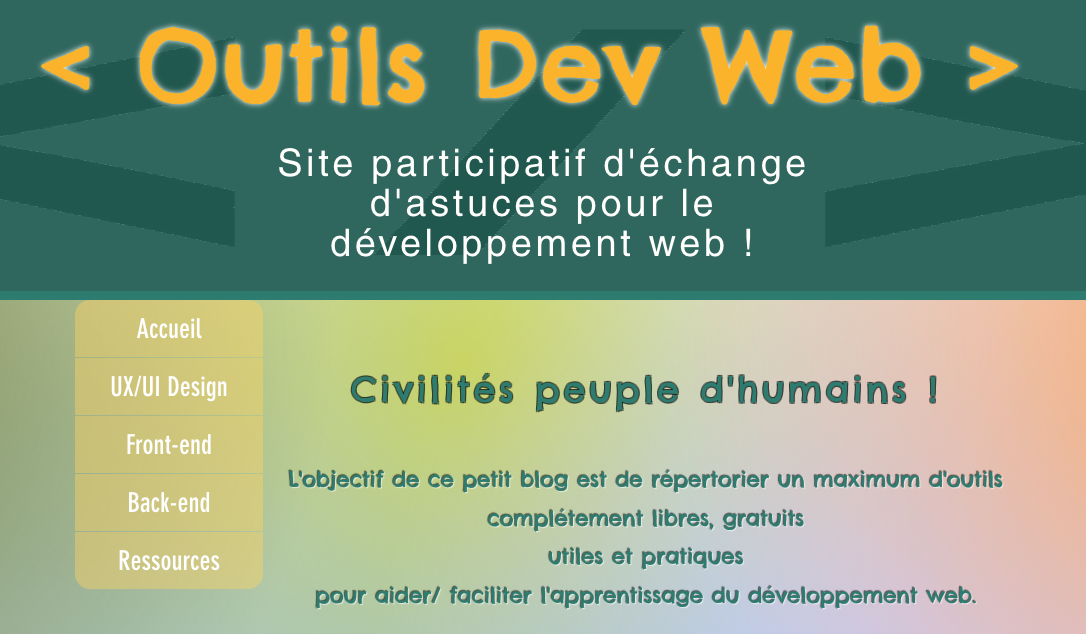 < Outils Dev Web >
Site participatif d'échange
d'astuces pour le
développement web !
Accueil
UX/UI Design
Front-end
Back-end
Ressources
Civilités peuple d'humains !
L'objectif de ce petit blog est de répertorier un maximum d'outils
complétement libres, gratuits
utiles et pratiques
pour aider/ faciliter l'apprentissage du développement web.